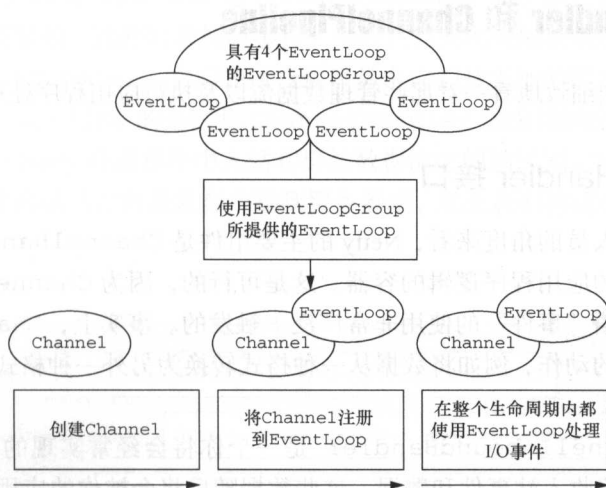 ndler 和 ChannelPipeline
Handler 接口
具有4个EventLoop
的EventLoopGroup
EventLoop
EventLoop
EventLoop
EventLoop
使用EventLoopGroup
所提供的EventLoop
Channel
EventLoop
Channel
EventLoop
Channel
创建Channel
将Channel注册
到EventLoop
在整个生命周期内都
使用EventLoop处理
I/O事件